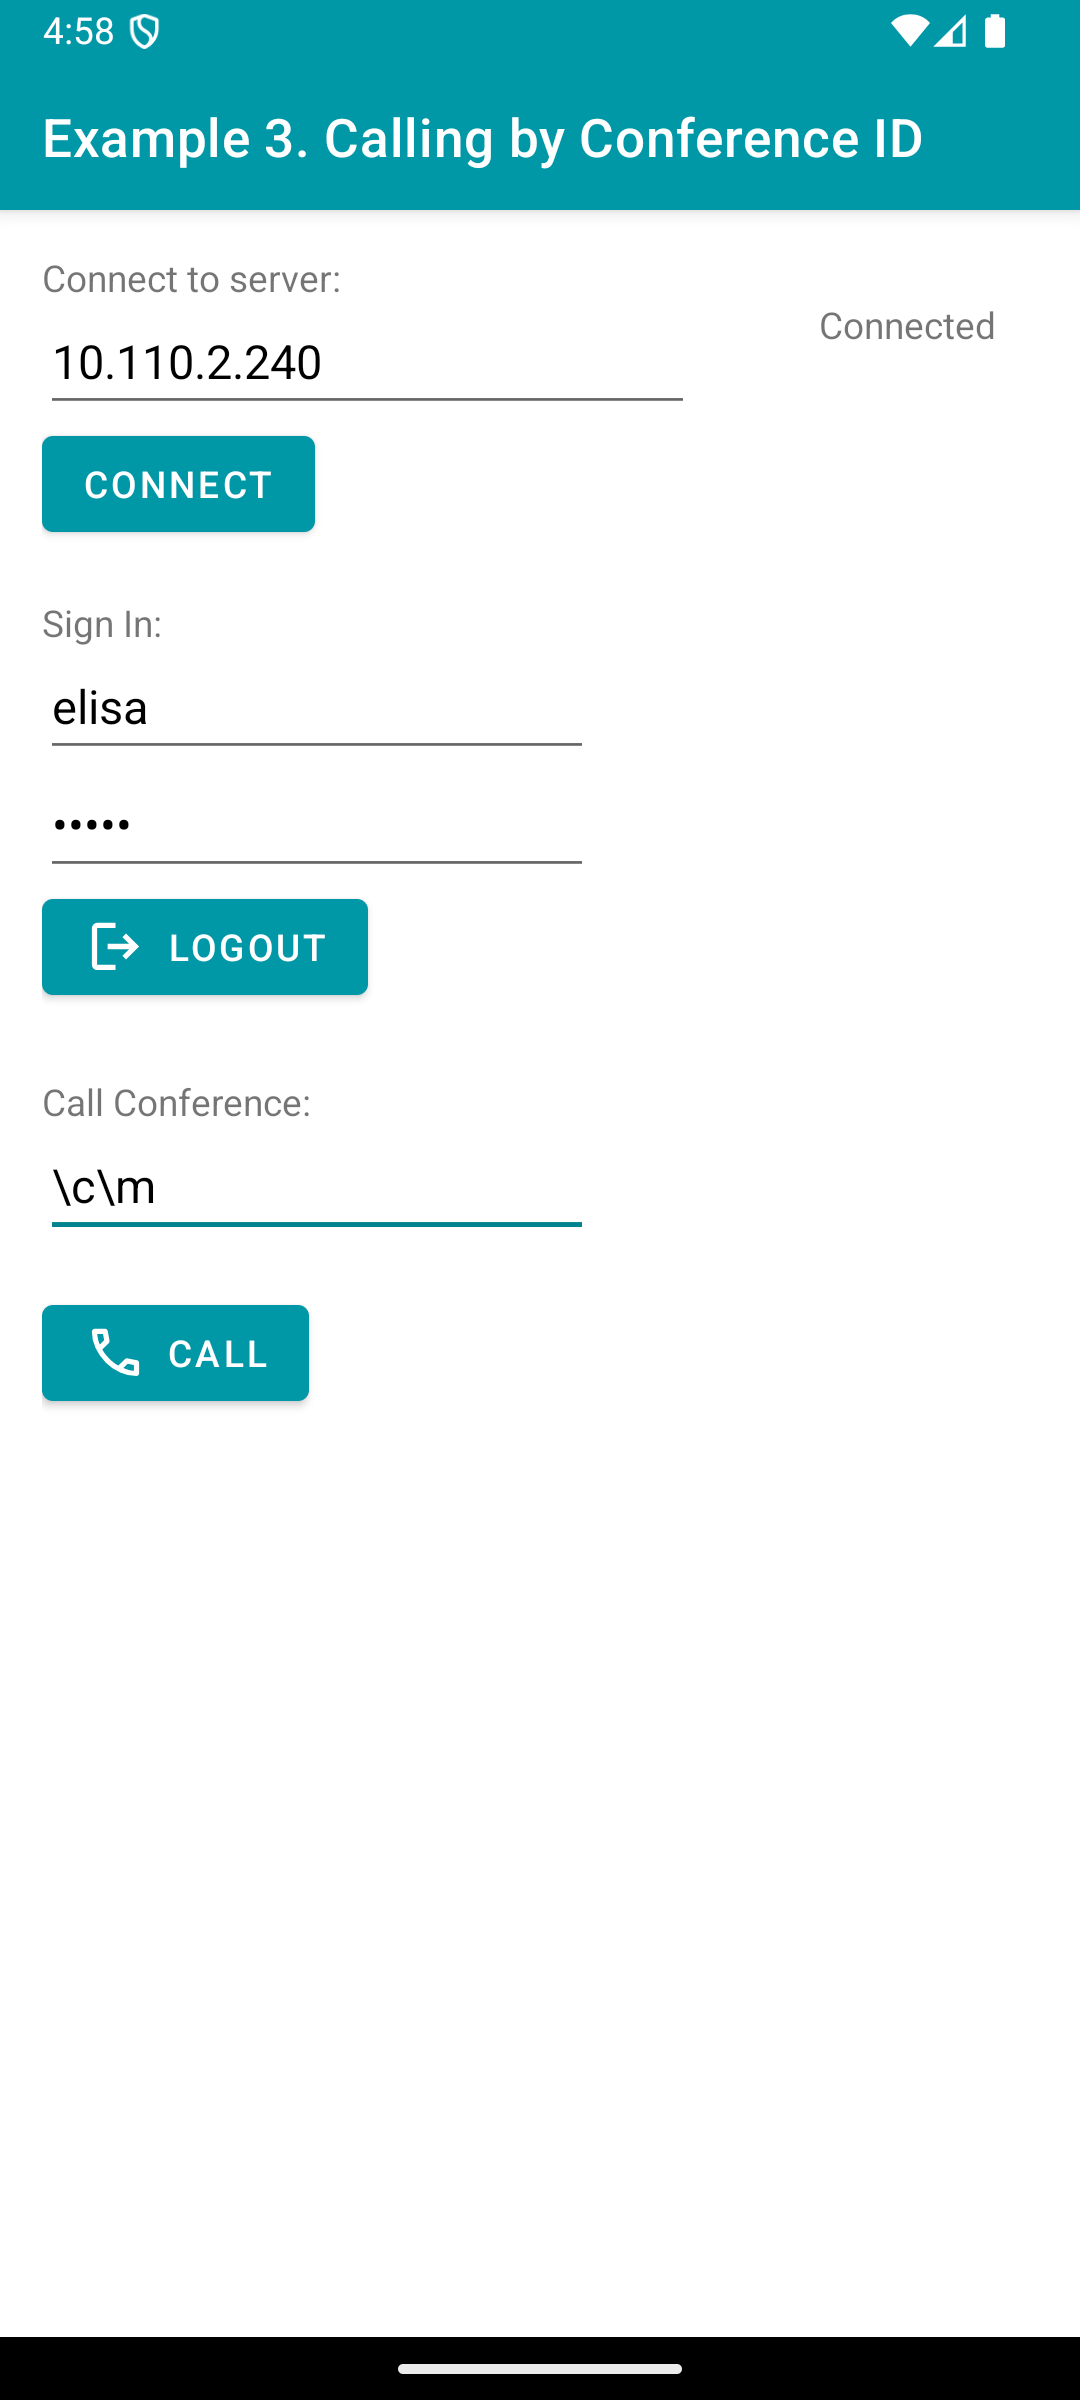 4:58
Example 3. Calling by Conference ID
Connect to server:
Connected
10.110.2.240
CONNECT
Sign In:
elisa
•••••
LOGOUT
Call Conference:
\c\m
CALL